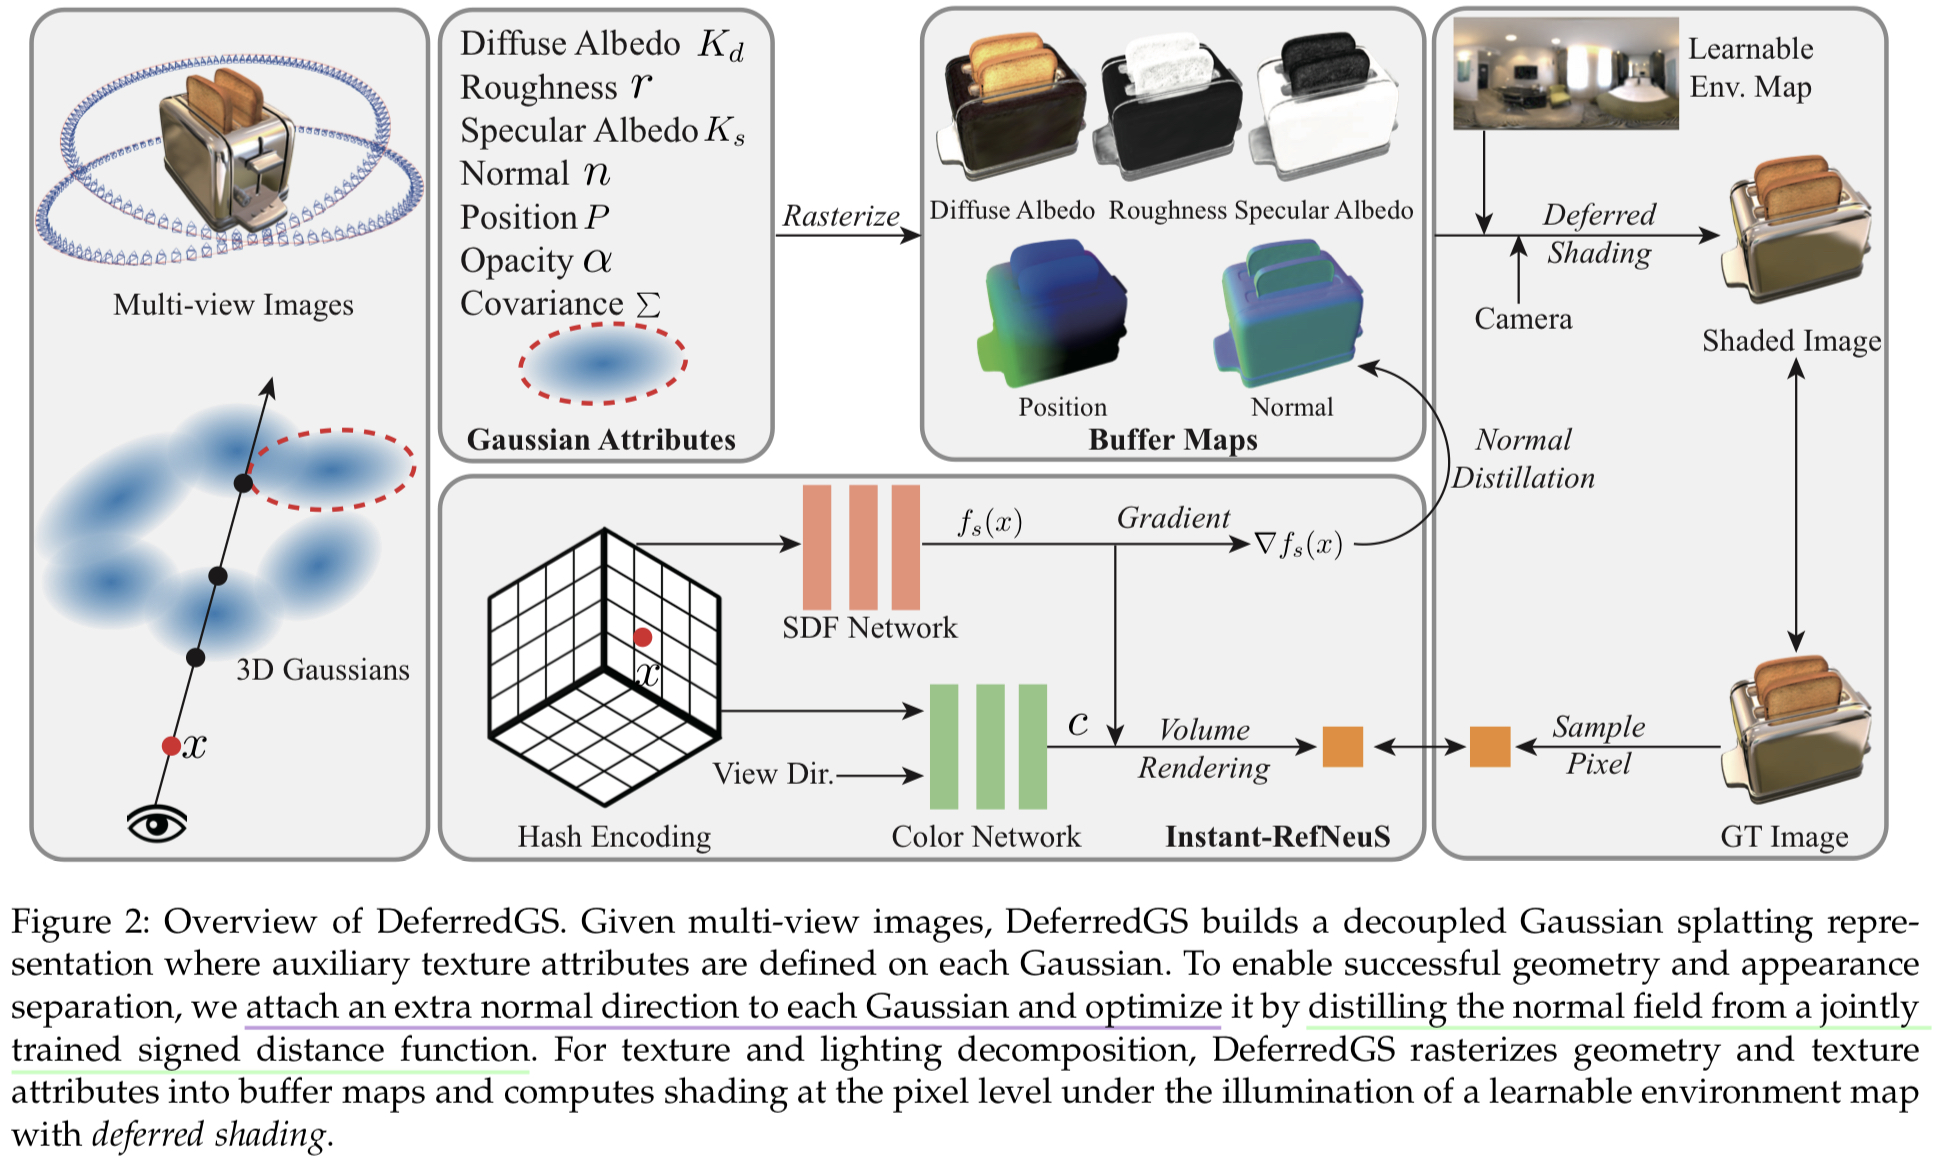 Multi-view Images
3D Gaussians
x
Diffuse Albedo K_d
Roughness r
Specular Albedo K_s
Normal n
Position P
Opacity α
Covariance Σ
Gaussian Attributes
Rasterize
Diffuse Albedo Roughness Specular Albedo
Position Normal
Buffer Maps
Learnable
Env. Map
Deferred
Shading
Camera
Shaded Image
Normal
Distillation
x
Hash Encoding
SDF Network
f_s(x)
Gradient
∇f_s(x)
View Dir.
Color Network
c
Volume
Rendering
Instant-RefNeuS
Sample
Pixel
GT Image
Figure 2: Overview of DeferredGS. Given multi-view images, DeferredGS builds a decoupled Gaussian splatting repre-
sentation where auxiliary texture attributes are defined on each Gaussian. To enable successful geometry and appearance
separation, we attach an extra normal direction to each Gaussian and optimize it by distilling the normal field from a jointly
trained signed distance function. For texture and lighting decomposition, DeferredGS rasterizes geometry and texture
attributes into buffer maps and computes shading at the pixel level under the illumination of a learnable environment map
with deferred shading.